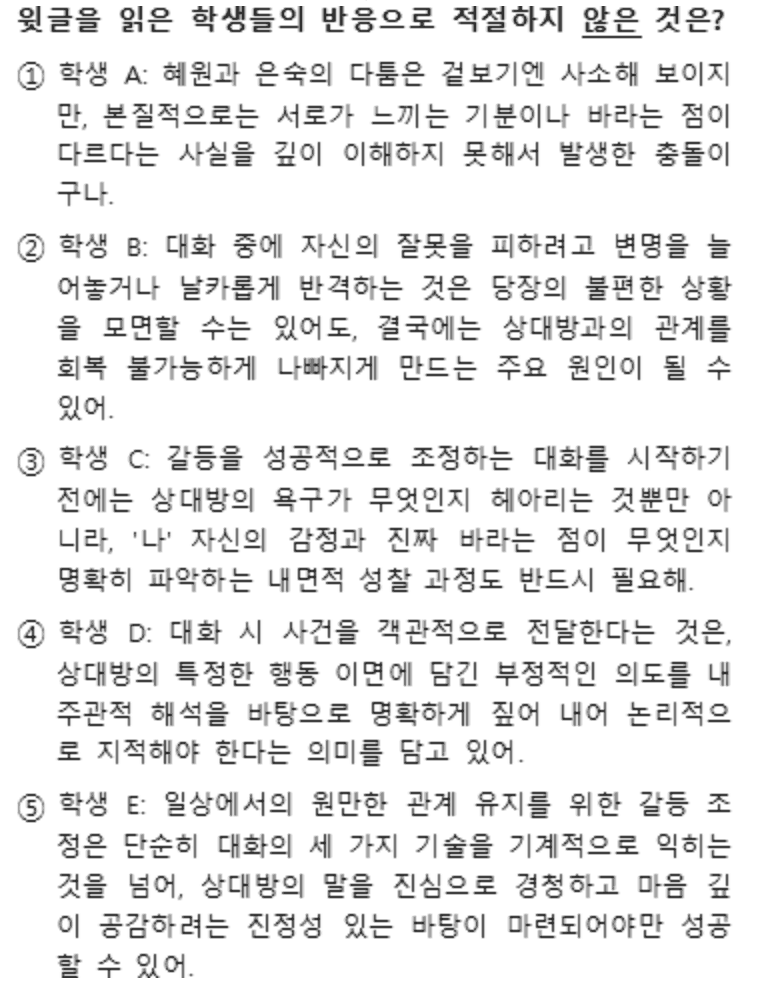 윗글을 읽은 학생들의 반응으로 적절하지 않은 것은?
① 학생 A: 혜원과 은숙의 다툼은 겉보기엔 사소해 보이지
만, 본질적으로는 서로가 느끼는 기분이나 바라는 점이
다르다는 사실을 깊이 이해하지 못해서 발생한 충돌이
구나.
② 학생 B: 대화 중에 자신의 잘못을 피하려고 변명을 늘
어놓거나 날카롭게 반격하는 것은 당장의 불편한 상황
을 모면할 수는 있어도, 결국에는 상대방과의 관계를
회복 불가능하게 나빠지게 만드는 주요 원인이 될 수
있어.
③ 학생 C: 갈등을 성공적으로 조정하는 대화를 시작하기
전에는 상대방의 욕구가 무엇인지 헤아리는 것뿐만 아
니라, '나' 자신의 감정과 진짜 바라는 점이 무엇인지
명확히 파악하는 내면적 성찰 과정도 반드시 필요해.
④ 학생 D: 대화 시 사건을 객관적으로 전달한다는 것은,
상대방의 특정한 행동 이면에 담긴 부정적인 의도를 내
주관적 해석을 바탕으로 명확하게 짚어 내어 논리적으
로 지적해야 한다는 의미를 담고 있어.
⑤ 학생 E: 일상에서의 원만한 관계 유지를 위한 갈등 조
정은 단순히 대화의 세 가지 기술을 기계적으로 익히는
것을 넘어, 상대방의 말을 진심으로 경청하고 마음 깊
이 공감하려는 진정성 있는 바탕이 마련되어야만 성공
할 수 있어.